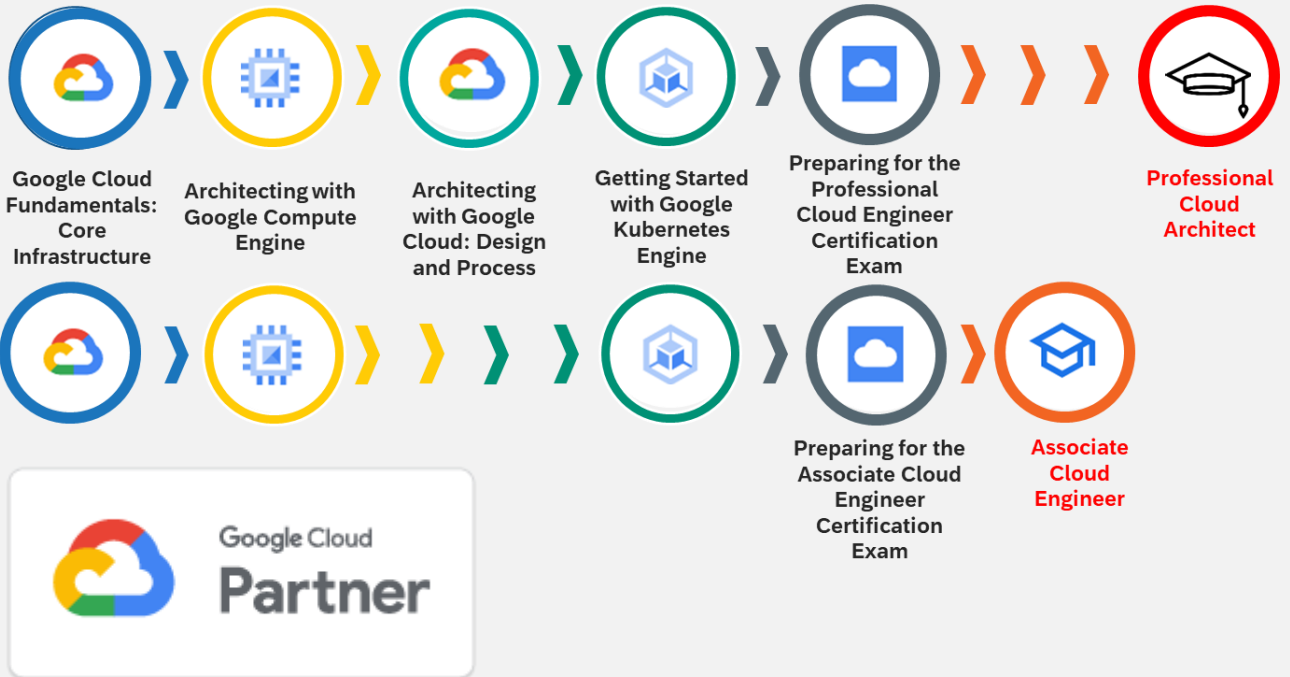 Google Cloud
Fundamentals:
Core
Infrastructure
Architecting with
Google Compute
Engine
Architecting
with Google
Cloud: Design
and Process
Getting Started
with Google
Kubernetes
Engine
Preparing for the
Professional
Cloud Engineer
Certification
Exam
Professional
Cloud
Architect
Preparing for the
Associate Cloud
Engineer
Certification
Exam
Associate
Cloud
Engineer
Google Cloud
Partner